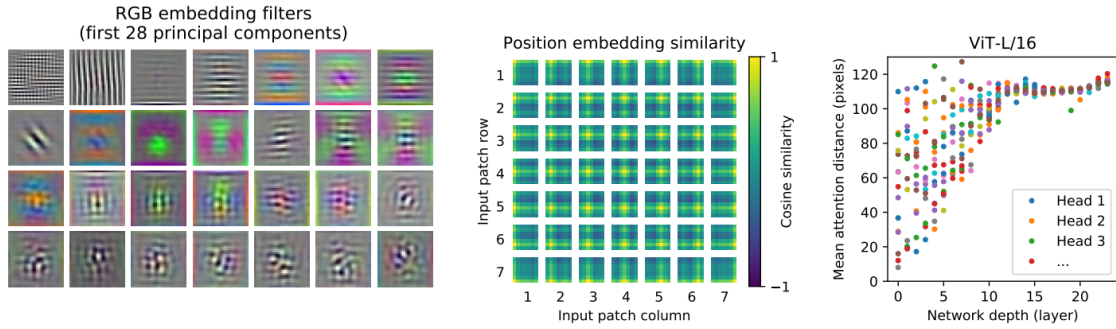 RGB embedding filters
(first 28 principal components)
Position embedding similarity
Input patch row
1
2
3
4
5
6
7
1 2 3 4 5 6 7
Input patch column
1
−1
Cosine similarity
ViT-L/16
Mean attention distance (pixels)
120
100
80
60
40
20
0
Head 1
Head 2
Head 3
...
0 5 10 15 20
Network depth (layer)